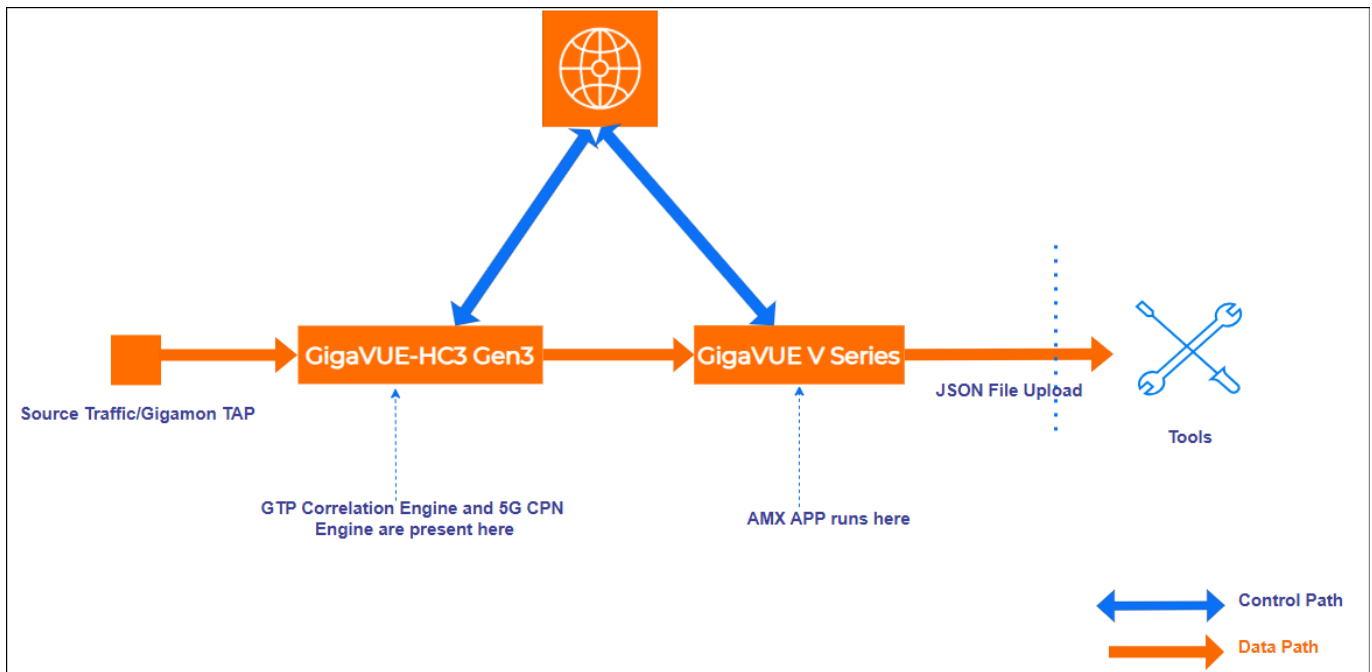 GigaVUE-HC3 Gen3
GigaVUE V Series
Source Traffic/Gigamon TAP
JSON File Upload
Tools
GTP Correlation Engine and 5G CPN
Engine are present here
AMX APP runs here
Control Path
Data Path